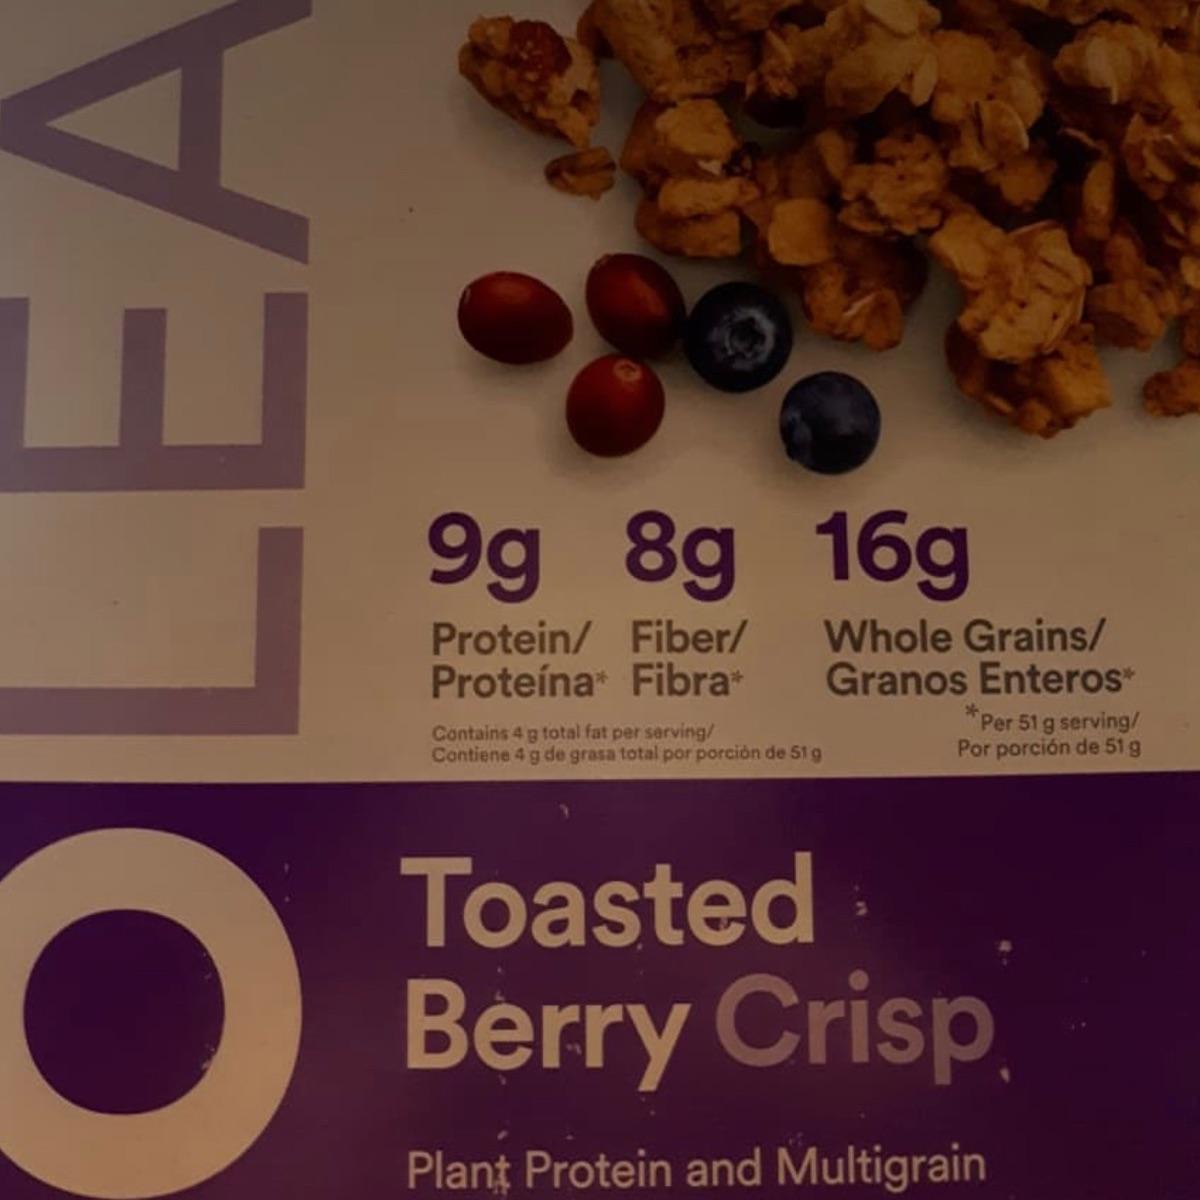 LEA
O
9g 8g 16g
Protein/ Fiber/ Whole Grains/
Proteína* Fibra* Granos Enteros*
Contains 4 g total fat per serving/
Contiene 4 g de grasa total por porción de 51 g
*Per 51 g serving/
Por porción de 51 g
Toasted
Berry Crisp
Plant Protein and Multigrain